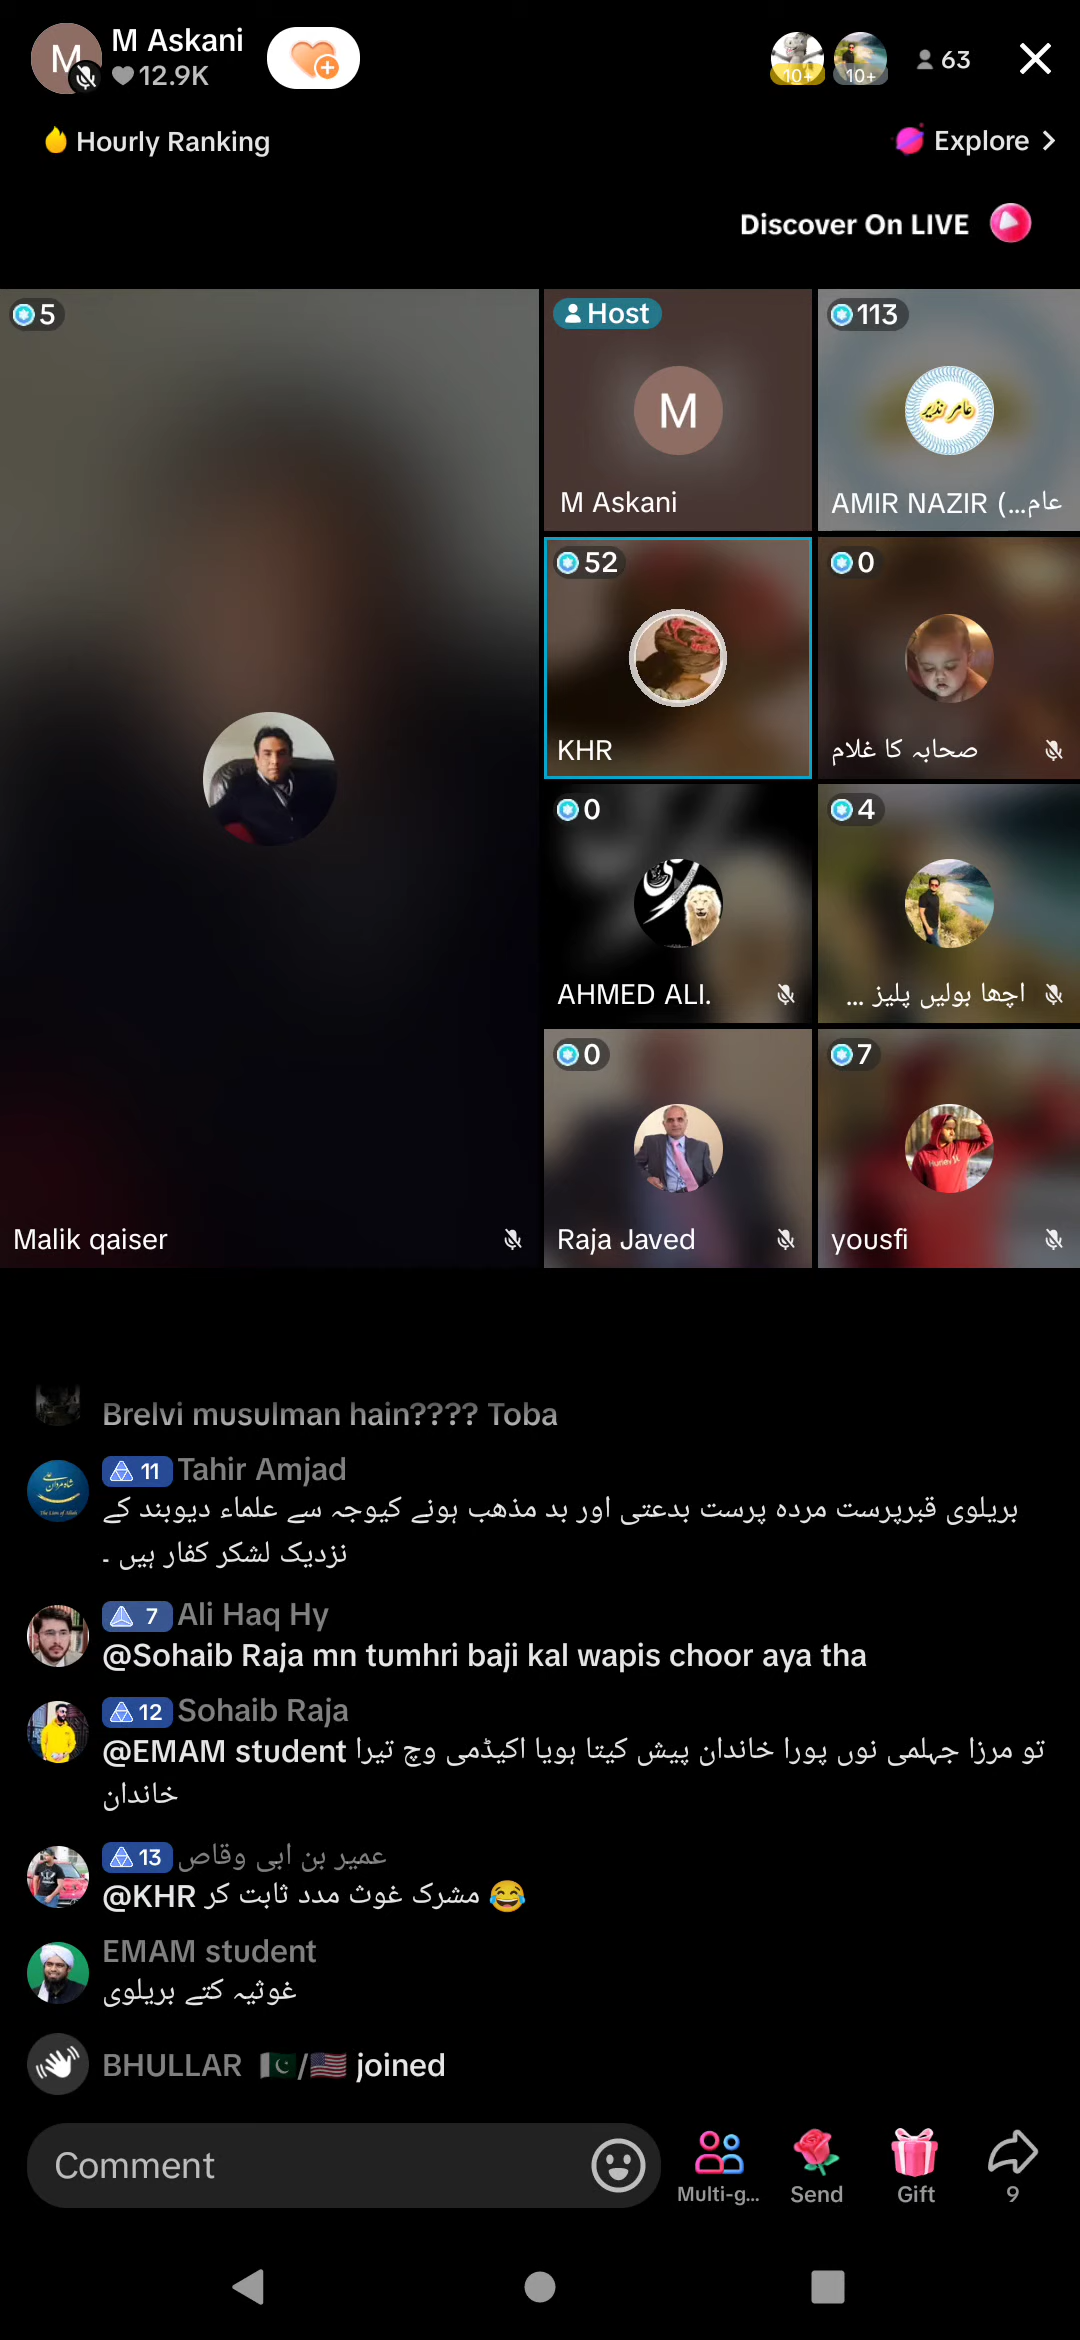 M Askani
12.9K
10+
10+
63
Hourly Ranking
Explore
Discover On LIVE
5
Host
113
M
عامر نذیر
M Askani
AMIR NAZIR (...عام
52
0
KHR
صحابہ کا غلام
0
4
AHMED ALI.
اچھا بولیں پلیز ...
0
7
Malik qaiser
Raja Javed
yousfi
Brelvi musulman hain???? Toba
11 Tahir Amjad
بریلوی قبرپرست مردہ پرست بدعتی اور بد مذھب ہونے کیوجہ سے علماء دیوبند کے
نزدیک لشکر کفار ہیں ۔
7 Ali Haq Hy
@Sohaib Raja mn tumhri baji kal wapis choor aya tha
12 Sohaib Raja
@EMAM student تو مرزا جہلمی نوں پورا خاندان پیش کیتا ہویا اکیڈمی وچ تیرا
خاندان
13 عمیر بن ابی وقاص
@KHR مشرک غوث مدد ثابت کر 😂
EMAM student
غوثیہ کتے بریلوی
BHULLAR 🇵🇰/🇺🇸 joined
Comment
Multi-g...
Send
Gift
9